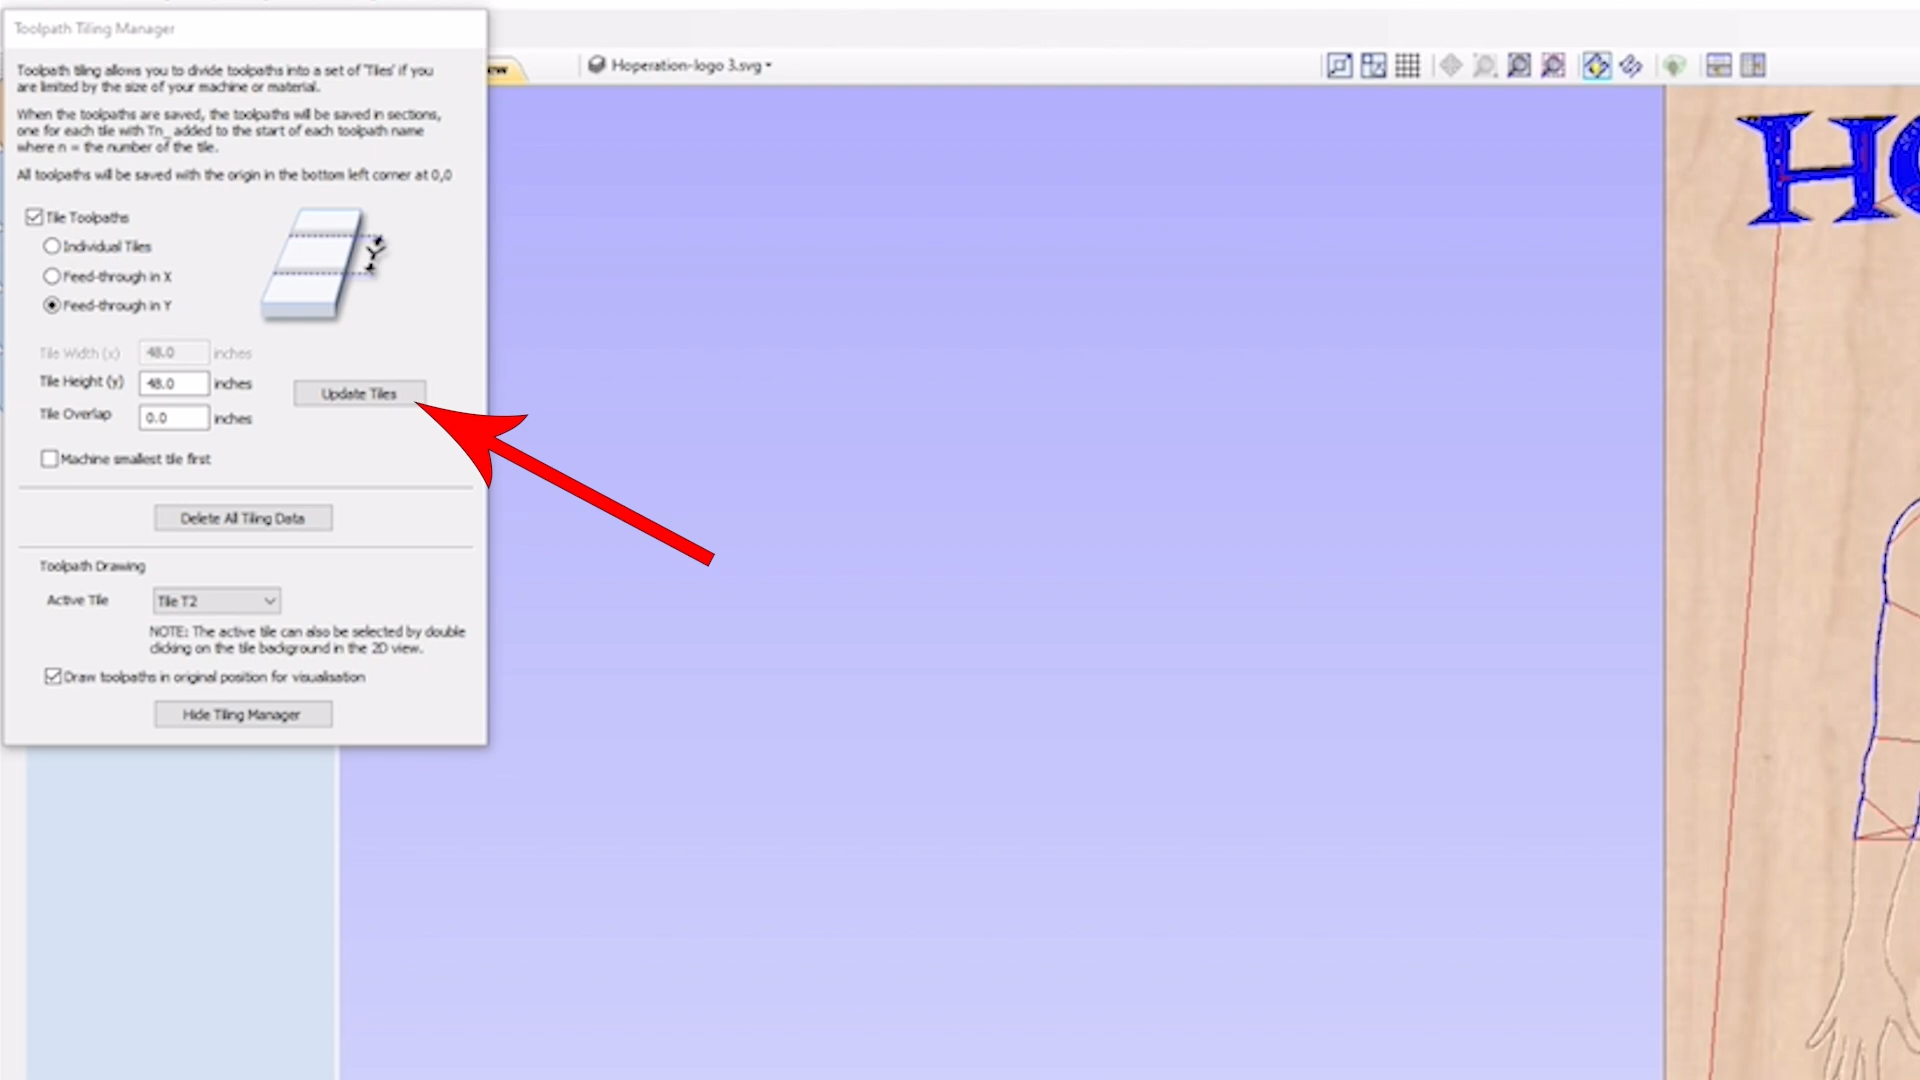 Toolpath Tiling Manager
Toolpath tiling allows you to divide toolpaths into a set of 'Tiles' if you
are limited by the size of your machine or material.
When the toolpaths are saved, the toolpaths will be saved in sections,
one for each tile with Tn_ added to the start of each toolpath name
where n = the number of the tile.
All toolpaths will be saved with the origin in the bottom left corner at 0,0
Tile Toolpaths
Individual Tiles
Feed-through in X
Feed-through in Y
Y
Tile Width (x) 48.0 inches
Tile Height (y) 48.0 inches
Update Tiles
Tile Overlap 0.0 inches
Machine smallest tile first
Delete All Tiling Data
Toolpath Drawing
Active Tile Tile T2
NOTE: The active tile can also be selected by double
clicking on the tile background in the 2D view.
Draw toolpaths in original position for visualisation
Hide Tiling Manager
Hoperation-logo 3.svg
HO